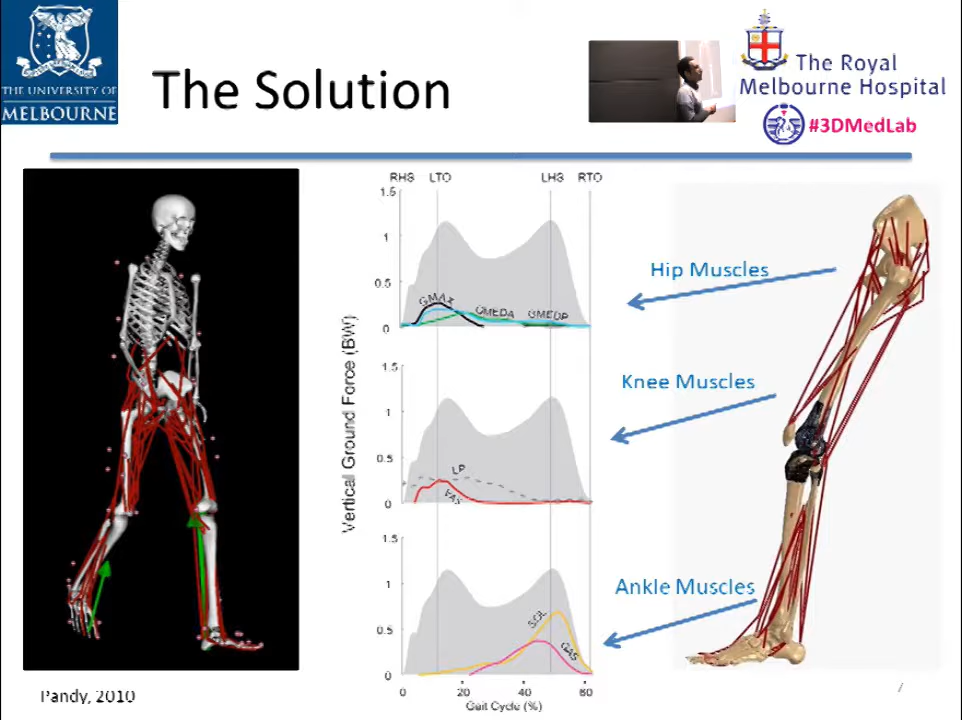 THE UNIVERSITY OF
MELBOURNE
The Solution
The Royal
Melbourne Hospital
#3DMedLab
RHS LTO LHS RTO
1.5
1
0.5
0
GMAX
GMEDA
GMEDP
Hip Muscles
1.5
1
0.5
0
LP
VAS
Knee Muscles
Vertical Ground Force (BW)
1.5
1
0.5
0
SOL
GAS
Ankle Muscles
0 20 40 60
Gait Cycle (%)
Pandy, 2010
7